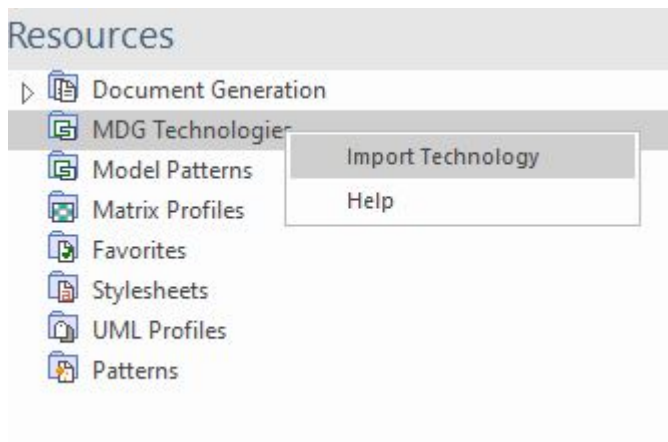 Resources
Document Generation
MDG Technologies
Import Technology
Model Patterns
Help
Matrix Profiles
Favorites
Stylesheets
UML Profiles
Patterns